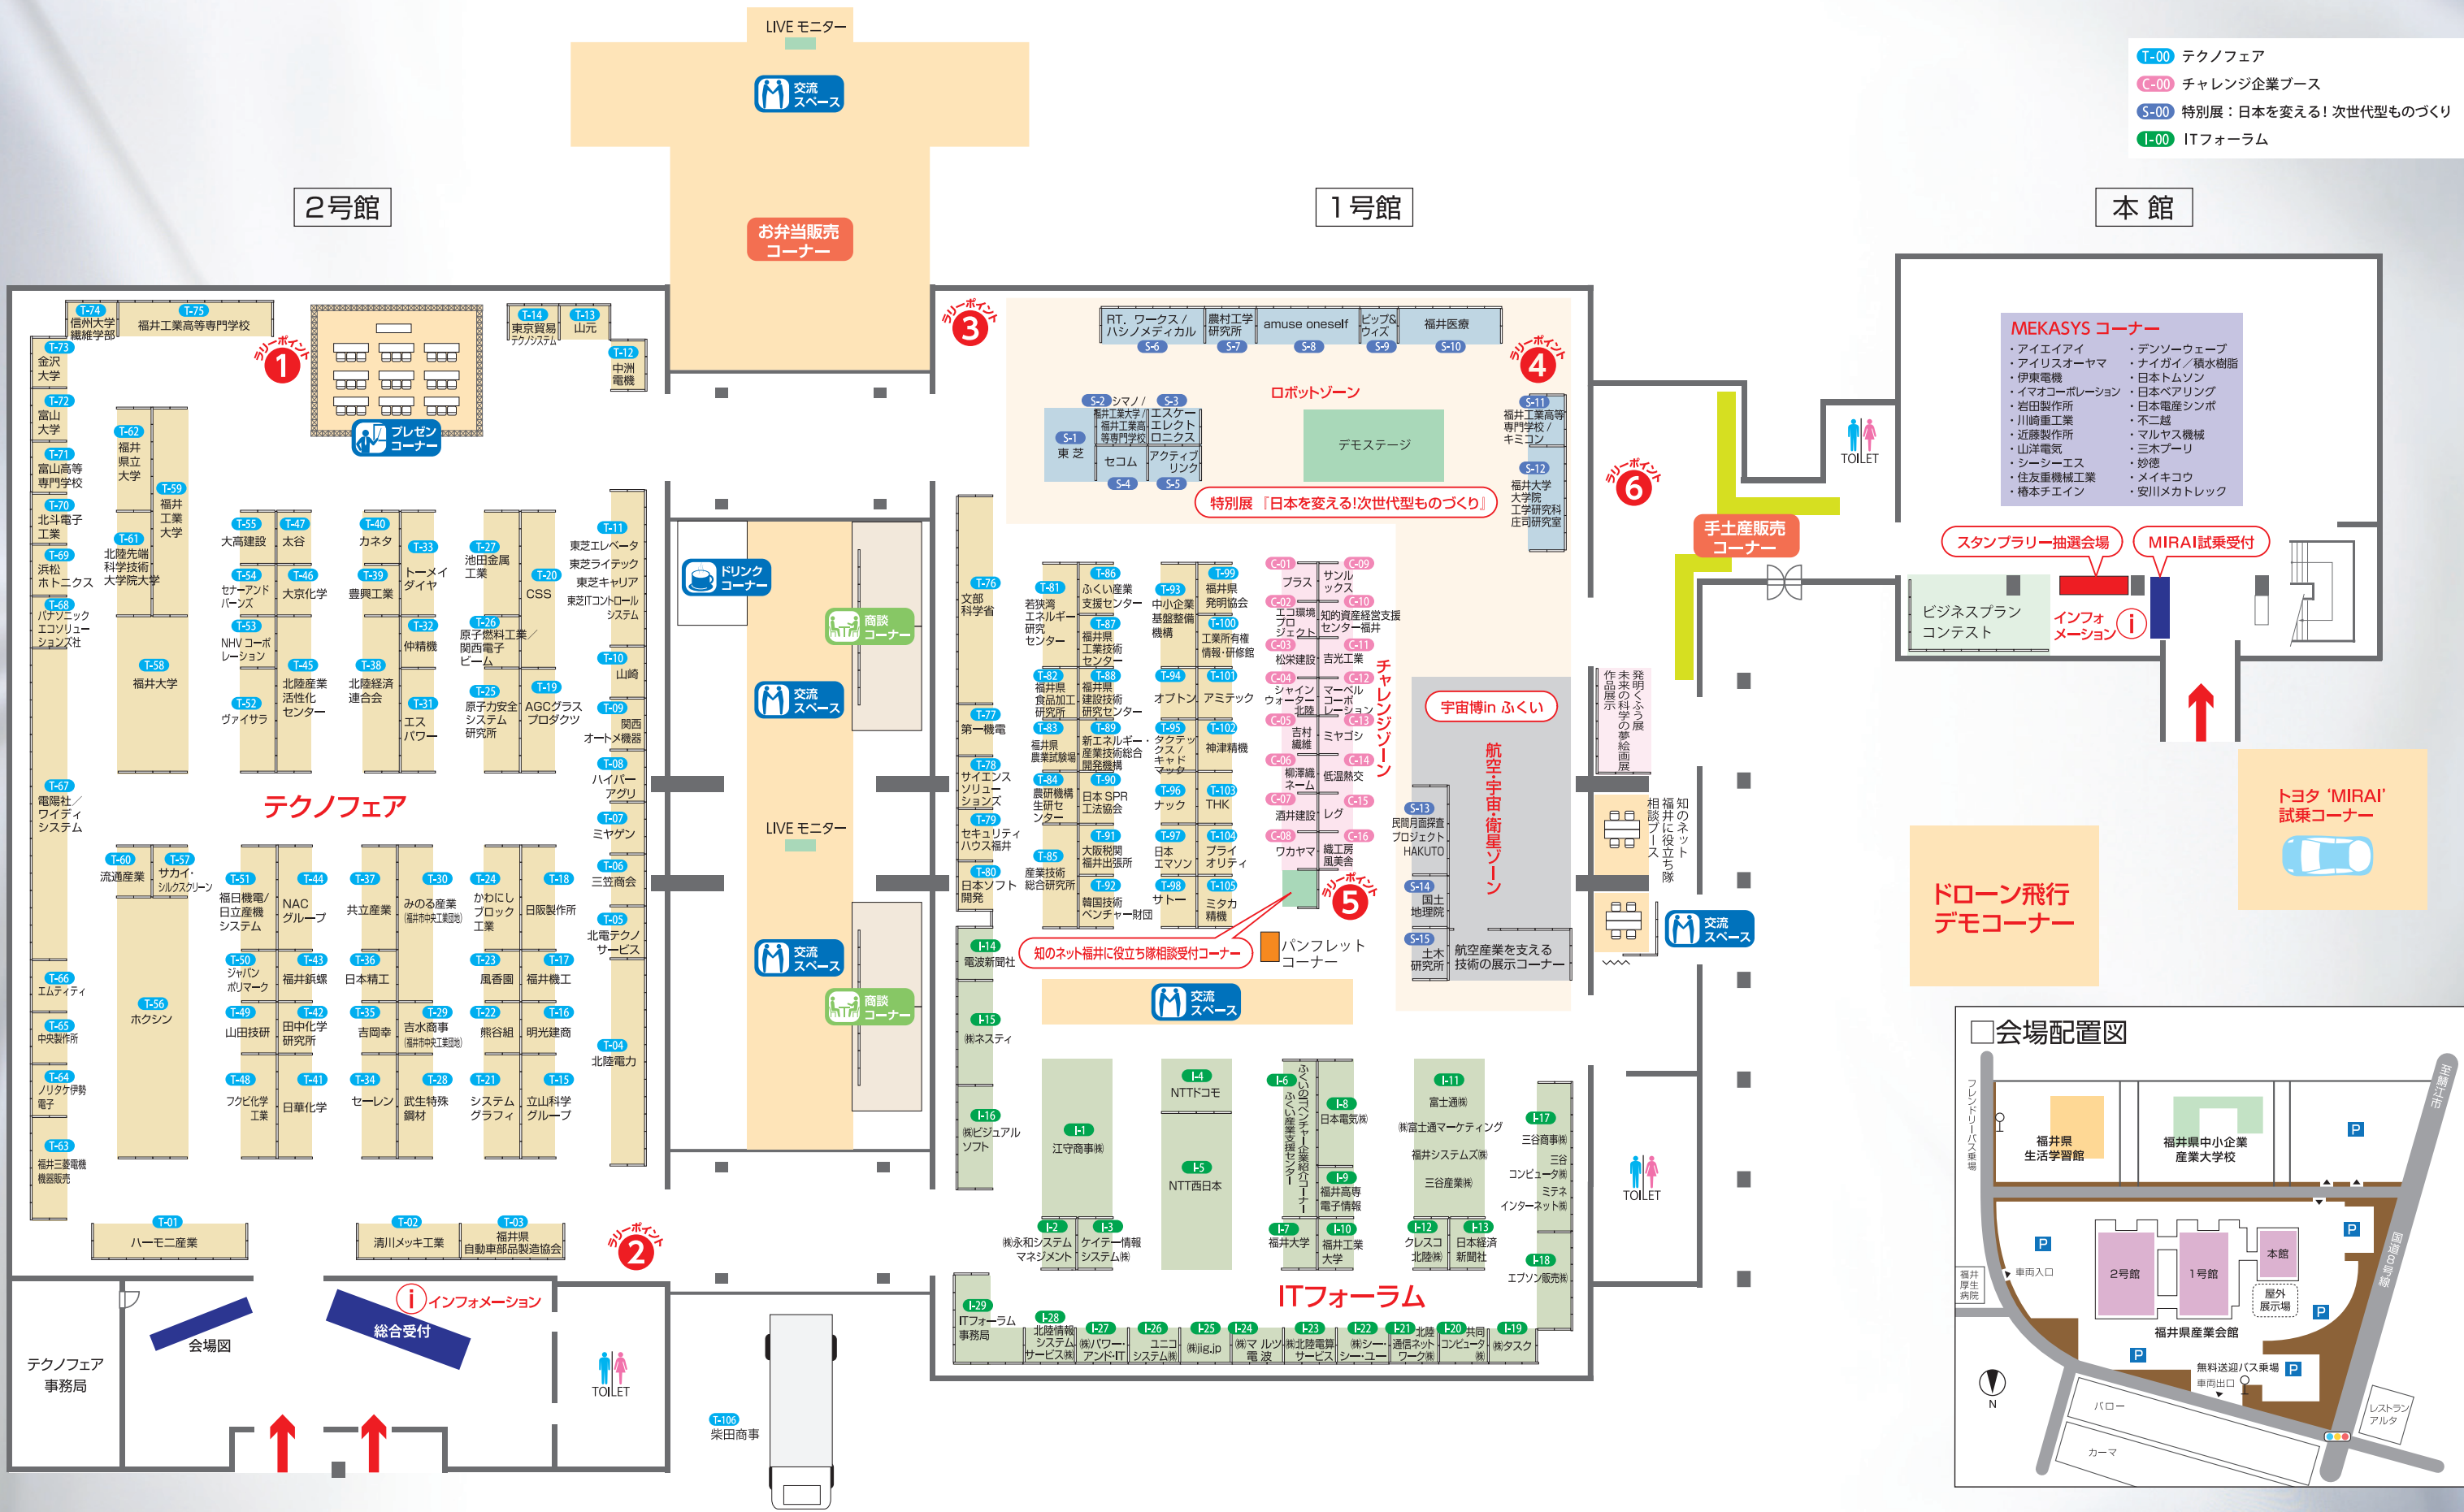 LIVE モニター
交流
スペース
お弁当販売
コーナー
T-00 テクノフェア
C-00 チャレンジ企業ブース
S-00 特別展：日本を変える！次世代型ものづくり
I-00 ITフォーラム
2号館
1号館
本 館
T-74
信州大学
繊維学部
T-75
福井工業高等専門学校
ラリーポイント
1
プレゼン
コーナー
T-14
東京貿易
テクノシステム
T-13
山元
T-12
中洲
電機
T-73
金沢
大学
T-72
富山
大学
T-71
富山高等
専門学校
T-70
北斗電子
工業
T-69
浜松
ホトニクス
T-68
パナソニック
エコソリュー
ションズ社
T-67
電陽社／
ワイディ
システム
T-66
エムティティ
T-65
中央製作所
T-64
ノリタケ伊勢
電子
T-63
福井三菱電機
機器販売
T-62
福井
県立
大学
T-59
福井
工業
大学
T-61
北陸先端
科学技術
大学院大学
T-58
福井大学
T-55
大高建設
T-47
太谷
T-54
セナーアンド
バーンズ
T-46
大京化学
T-53
NHV コーポ
レーション
T-45
北陸産業
活性化
センター
T-52
ヴァイサラ
T-40
カネタ
T-33
トーメイ
ダイヤ
T-39
豊興工業
T-32
仲精機
T-38
北陸経済
連合会
T-31
エス
パワー
T-27
池田金属
工業
T-20
CSS
T-26
原子燃料工業／
関西電子
ビーム
T-25
原子力安全
システム
研究所
T-19
AGCグラス
プロダクツ
T-11
東芝エレベータ
東芝ライテック
東芝キャリア
東芝ITコントロール
システム
T-10
山崎
T-09
関西
オートメ機器
T-08
ハイパー
アグリ
T-07
ミヤゲン
T-06
三笠商会
T-05
北電テクノ
サービス
T-04
北陸電力
テクノフェア
T-60
流通産業
T-57
サカイ・
シルクスクリーン
T-56
ホクシン
T-51
福日機電/
日立産機
システム
T-44
NAC
グループ
T-50
ジャパン
ポリマーク
T-43
福井鋲螺
T-49
山田技研
T-42
田中化学
研究所
T-48
フクビ化学
工業
T-41
日華化学
T-37
共立産業
T-30
みのる産業
(福井市中央工業団地)
T-36
日本精工
T-35
吉岡幸
T-29
吉水商事
(福井市中央工業団地)
T-34
セーレン
T-28
武生特殊
鋼材
T-24
かわにし
ブロック
工業
T-18
日阪製作所
T-23
風香園
T-17
福井機工
T-22
熊谷組
T-16
明光建商
T-21
システム
グラフィ
T-15
立山科学
グループ
T-01
ハーモニ産業
T-02
清川メッキ工業
T-03
福井県
自動車部品製造協会
ラリーポイント
2
i インフォメーション
総合受付
会場図
テクノフェア
事務局
TOILET
T-106
柴田商事
ドリンク
コーナー
商談
コーナー
交流
スペース
LIVE モニター
交流
スペース
商談
コーナー
ラリーポイント
3
RT．ワークス /
ハシノメディカル
S-6
農村工学
研究所
S-7
amuse oneself
S-8
ビップ&
ウィズ
S-9
福井医療
S-10
ラリーポイント
4
ロボットゾーン
S-1
東 芝
S-2 シマノ /
福井工業大学 /
福井工業高
等専門学校
S-3
エスケー
エレクト
ロニクス
セコム
S-4
アクティブ
リンク
S-5
デモステージ
S-11
福井工業高等
専門学校 /
キミコン
S-12
福井大学
大学院
工学研究科
庄司研究室
特別展 『日本を変える!次世代型ものづくり』
T-76
文部
科学省
T-77
第一機電
T-78
サイエンス
ソリュー
ションズ
T-79
セキュリティ
ハウス福井
T-80
日本ソフト
開発
T-81
若狭湾
エネルギー
研究
センター
T-86
ふくい産業
支援センター
T-87
福井県
工業技術
センター
T-82
福井県
食品加工
研究所
T-88
福井県
建設技術
研究センター
T-83
福井県
農業試験場
T-89
新エネルギー・
産業技術総合
開発機構
T-84
農研機構
生研セ
ンター
T-90
日本 SPR
工法協会
T-85
産業技術
総合研究所
T-91
大阪税関
福井出張所
T-92
韓国技術
ベンチャー財団
T-93
中小企業
基盤整備
機構
T-99
福井県
発明協会
T-100
工業所有権
情報・研修館
T-94
オプトン
T-101
アミテック
T-95
タクテッ
クス /
キャド
マック
T-102
神津精機
T-96
ナック
T-103
THK
T-97
日本
エマソン
T-104
プライ
オリティ
T-98
サトー
T-105
ミタカ
精機
C-01
プラス
C-09
サンル
ックス
C-02
エコ環境
プロ
ジェクト
C-10
知的資産経営支援
センター福井
C-03
松栄建設
C-11
吉光工業
C-04
シャイン
ウォーター
北陸
C-12
マーベル
コーポ
レーション
C-05
吉村
繊維
C-13
ミヤゴシ
C-06
柳澤織
ネーム
C-14
低温熱交
C-07
酒井建設
C-15
レグ
C-08
ワカヤマ
C-16
織工房
風美舎
チャレンジゾーン
ラリーポイント
5
知のネット福井に役立ち隊相談受付コーナー
パンフレット
コーナー
交流
スペース
宇宙博in ふくい
航空・宇宙・衛星ゾーン
S-13
民間月面探査
プロジェクト
HAKUTO
S-14
国土
地理院
S-15
土木
研究所
航空産業を支える
技術の展示コーナー
I-14
電波新聞社
I-15
㈱ネスティ
I-16
㈱ビジュアル
ソフト
I-1
江守商事㈱
I-2
㈱永和システム
マネジメント
I-3
ケイテー情報
システム㈱
I-4
NTTドコモ
I-5
NTT西日本
I-6
ふくいのITベンチャー企業紹介コーナー
ふくい産業支援センター
I-8
日本電気㈱
I-9
福井高専
電子情報
I-7
福井大学
I-10
福井工業
大学
I-11
富士通㈱
㈱富士通マーケティング
福井システムズ㈱
三谷産業㈱
I-12
クレスコ
北陸㈱
I-13
日本経済
新聞社
I-17
三谷商事㈱
三谷
コンピュータ㈱
ミテネ
インターネット㈱
I-18
エプソン販売㈱
ITフォーラム
I-29
ITフォーラム
事務局
I-28
北陸情報
システム
サービス㈱
I-27
㈱パワー・
アンド・IT
I-26
ユニコ
システム㈱
I-25
㈱jig.jp
I-24
㈱マルツ
電波
I-23
㈱北陸電算
サービス
I-22
㈱シー・
シー・ユー
I-21
北陸
通信ネット
ワーク㈱
I-20
共同
コンピュータ
㈱
I-19
㈱タスク
ラリーポイント
6
手土産販売
コーナー
TOILET
発明くふう展
未来の科学の夢絵画展
作品展示
知のネット
福井に役立ち隊
相談ブース
交流
スペース
TOILET
MEKASYS コーナー
・アイエイアイ
・アイリスオーヤマ
・伊東電機
・イマオコーポレーション
・岩田製作所
・川崎重工業
・近藤製作所
・山洋電気
・シーシーエス
・住友重機械工業
・椿本チエイン
・デンソーウェーブ
・ナイガイ／積水樹脂
・日本トムソン
・日本ベアリング
・日本電産シンポ
・不二越
・マルヤス機械
・三木プーリ
・妙徳
・メイキコウ
・安川メカトレック
スタンプラリー抽選会場
MIRAI試乗受付
ビジネスプラン
コンテスト
インフォ
メーション i
トヨタ ‘MIRAI’
試乗コーナー
ドローン飛行
デモコーナー
□会場配置図
フレンドリーバス乗場
至鯖江市
福井県
生活学習館
福井県中小企業
産業大学校
P
P
P
国道8号線
車両入口
福井
厚生
病院
2号館
1号館
本館
屋外
展示場
P
福井県産業会館
P
無料送迎バス乗場 P
車両出口
N
バロー
カーマ
レストラン
アルタ